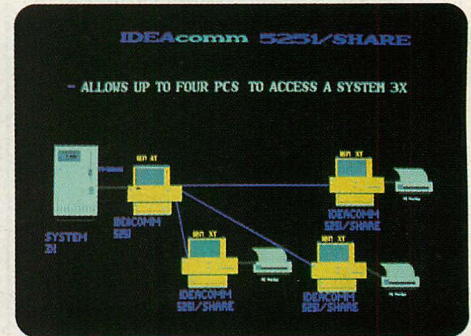 IDEAcomm 5251/SHARE
- ALLOWS UP TO FOUR PCS TO ACCESS A SYSTEM 3X
IBM XT
IBM XT
IDEACOMM
5251
IDEACOMM
5251/SHARE
SYSTEM
3X
IBM XT
IBM XT
IDEACOMM
5251/SHARE
IDEACOMM
5251/SHARE